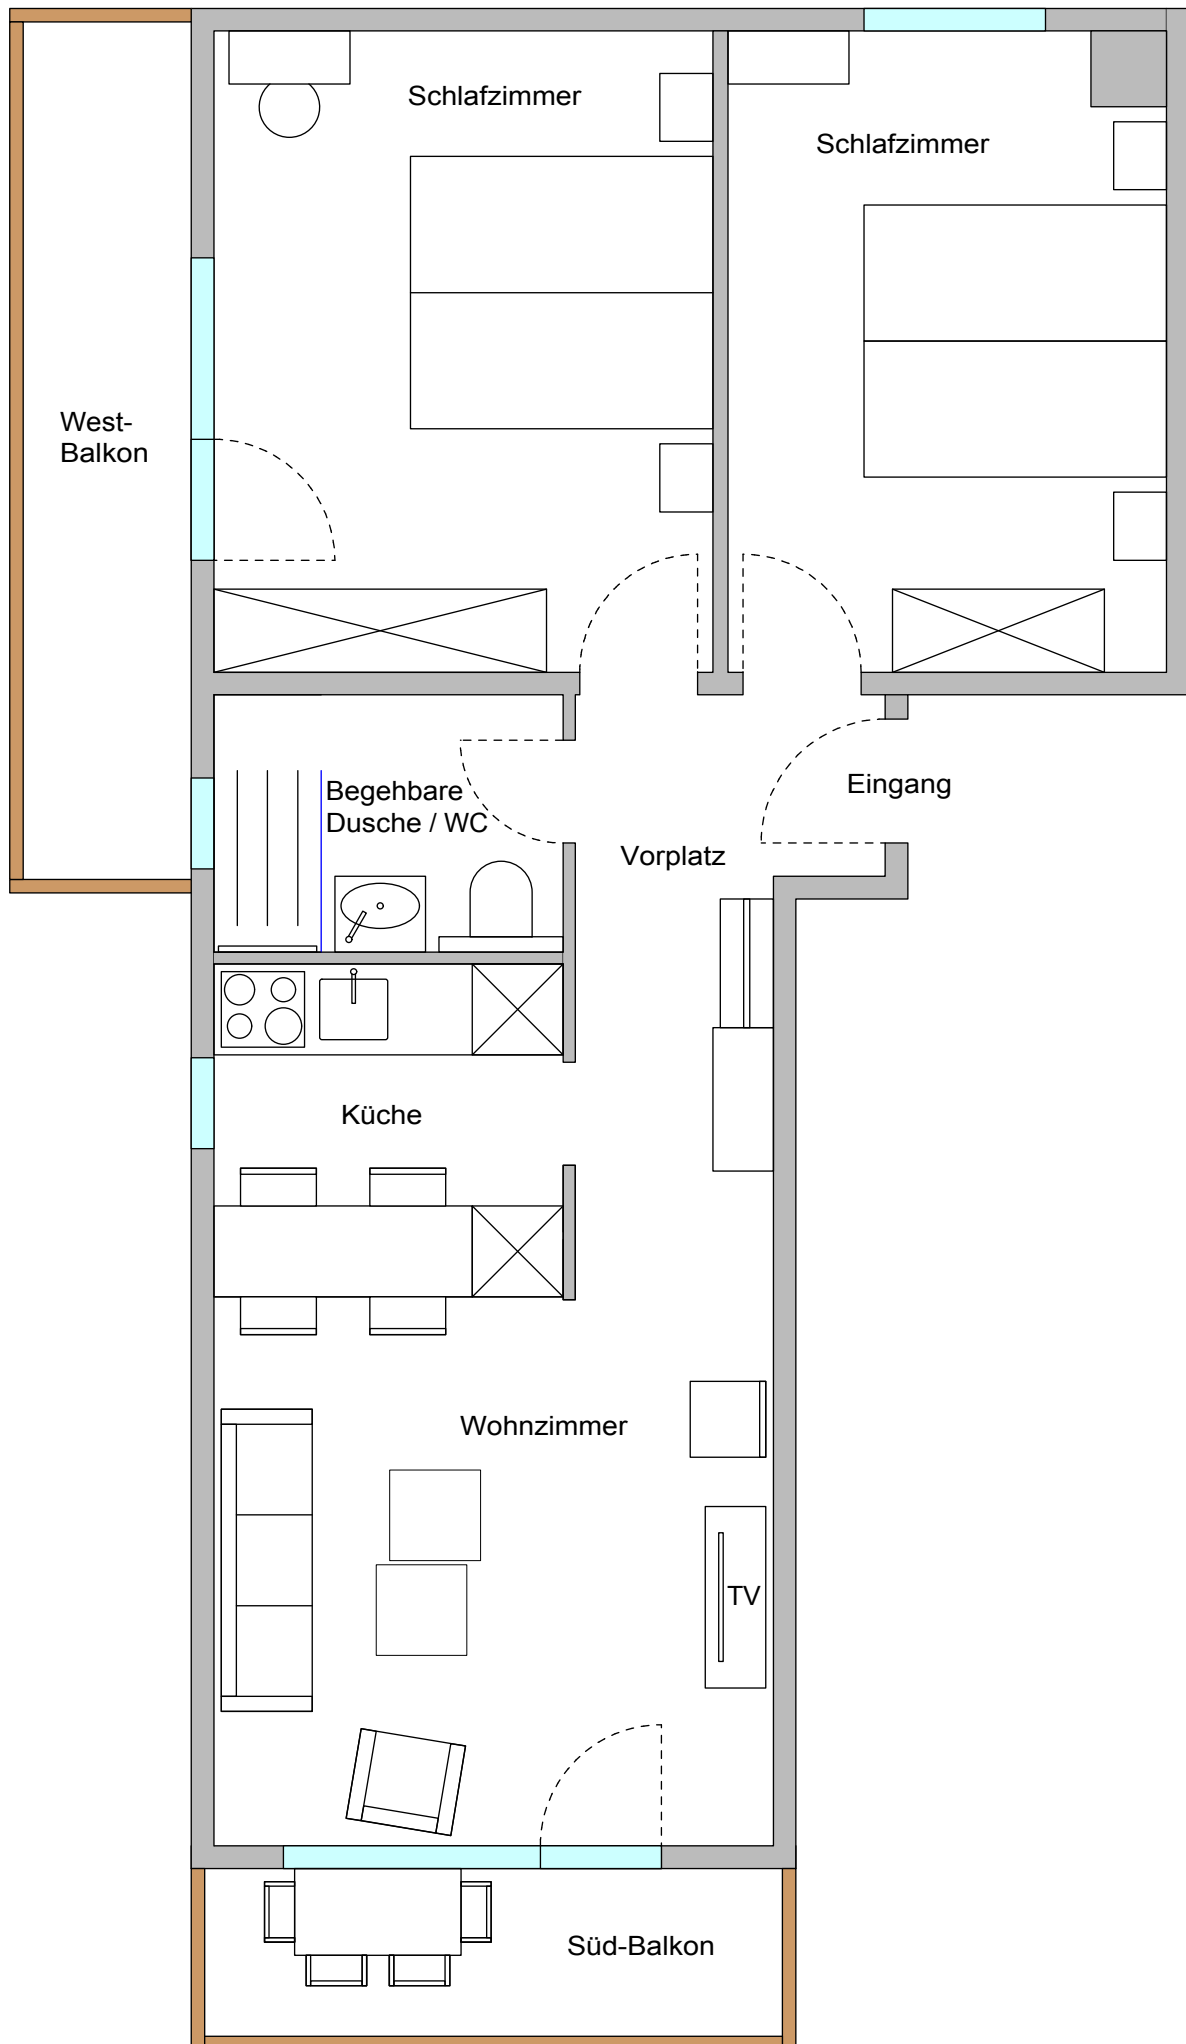 Schlafzimmer
Schlafzimmer
West-
Balkon
Begehbare
Dusche / WC
Eingang
Vorplatz
Küche
Wohnzimmer
TV
Süd-Balkon